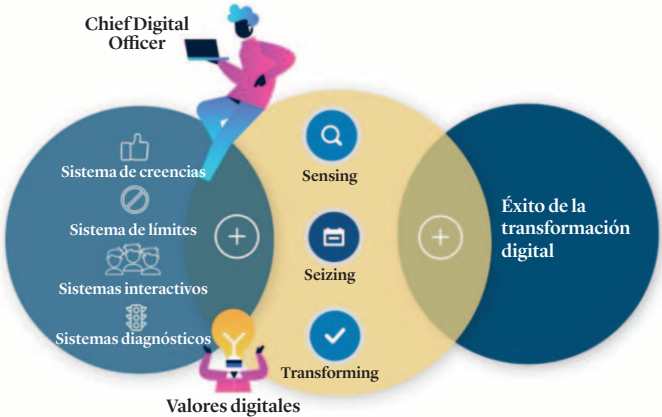 Chief Digital
Officer
Sistema de creencias
Sistema de límites
Sistemas interactivos
Sistemas diagnósticos
Sensing
Seizing
Transforming
Éxito de la
transformación
digital
Valores digitales